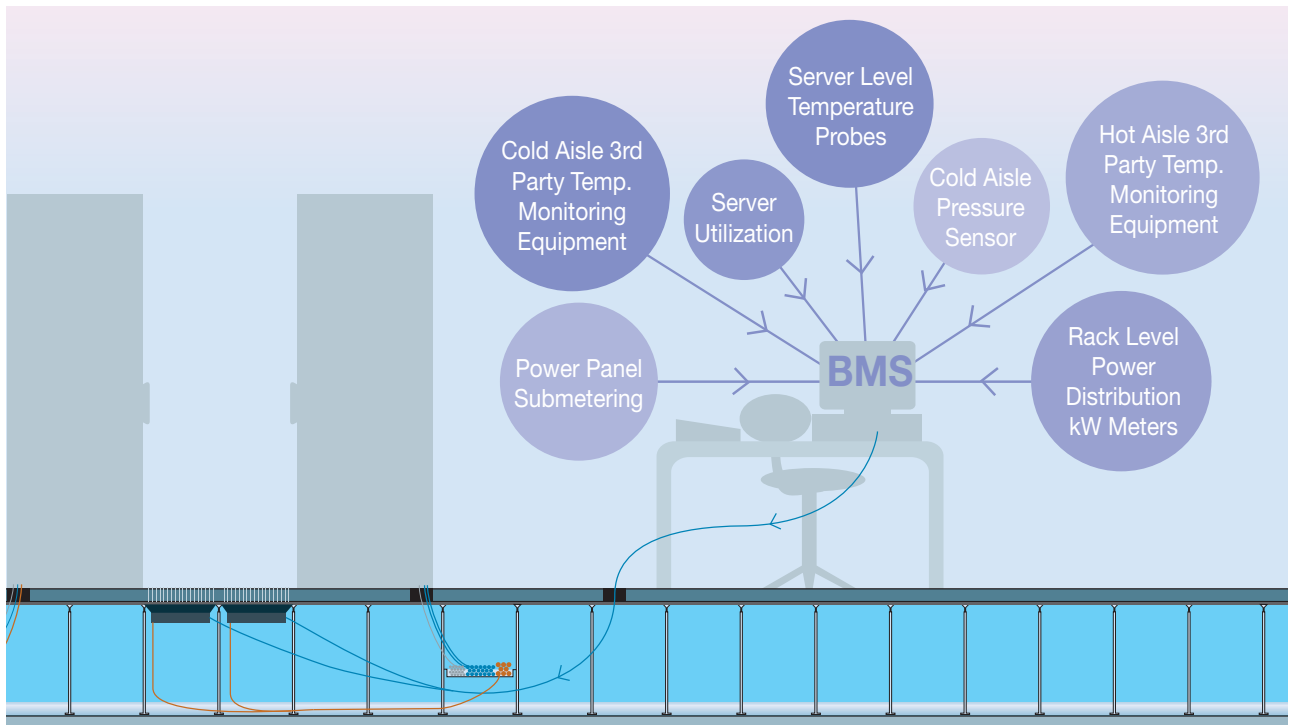 Server Level
Temperature
Probes
Cold Aisle 3rd
Party Temp.
Monitoring
Equipment
Server
Utilization
Cold Aisle
Pressure
Sensor
Hot Aisle 3rd
Party Temp.
Monitoring
Equipment
Power Panel
Submetering
BMS
Rack Level
Power
Distribution
kW Meters